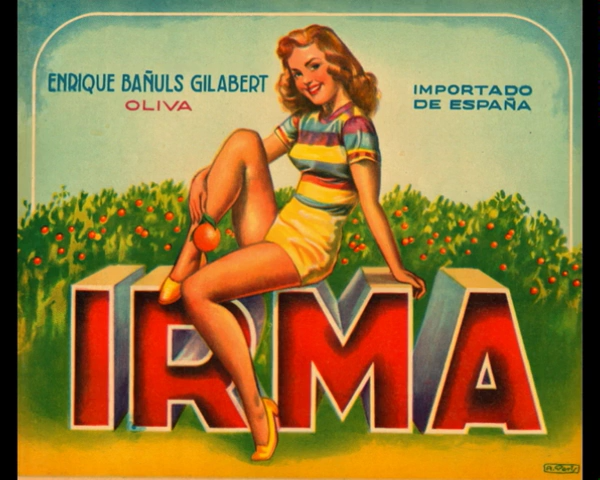 ENRIQUE BAÑULS GILABERT
OLIVA
IMPORTADO
DE ESPAÑA
IRMA